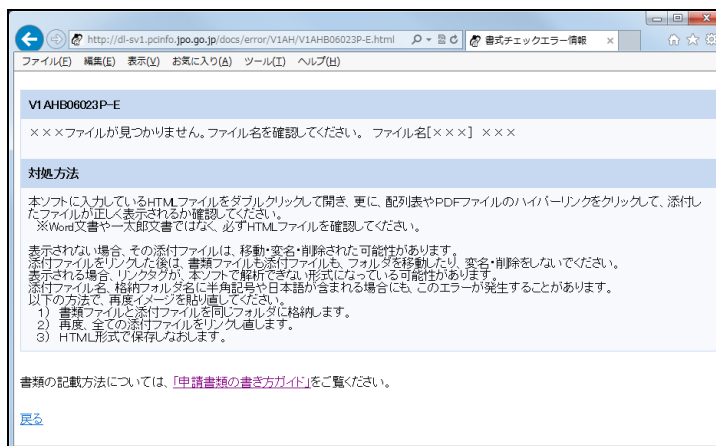 http://dl-sv1.pcinfo.jpo.go.jp/docs/error/V1AH/V1AHB06023P-E.html
書式チェックエラー情報
ファイル(F) 編集(E) 表示(V) お気に入り(A) ツール(T) ヘルプ(H)
V1AHB06023P-E
×××ファイルが見つかりません。ファイル名を確認してください。 ファイル名[×××] ×××
対処方法
本ソフトに入力しているHTMLファイルをダブルクリックして開き、更に、配列表やPDFファイルのハイパーリンクをクリックして、添付し
たファイルが正しく表示されるか確認してください。
※Word文書や一太郎文書ではなく、必ずHTMLファイルを確認してください。
表示されない場合、その添付ファイルは、移動・変名・削除された可能性があります。
添付ファイルをリンクした後は、書類ファイルも添付ファイルも、フォルダを移動したり、変名・削除をしないでください。
表示される場合、リンクタグが、本ソフトで解析できない形式になっている可能性があります。
添付ファイル名、格納フォルダ名に半角記号や日本語が含まれる場合にも、このエラーが発生することがあります。
以下の方法で、再度イメージを貼り直してください。
1) 書類ファイルと添付ファイルを同じフォルダに格納します。
2) 再度、全ての添付ファイルをリンクし直します。
3) HTML形式で保存しなおします。
書類の記載方法については、「申請書類の書き方ガイド」をご覧ください。
戻る